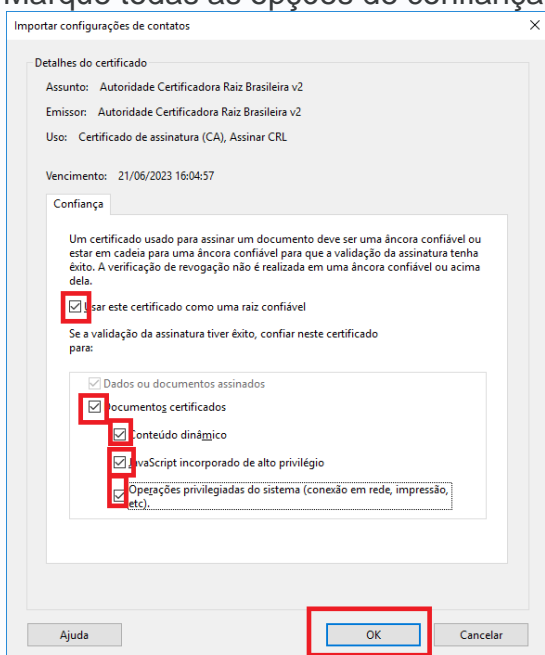 Marque todas as opções de confiança
Importar configurações de contatos
Detalhes do certificado
Assunto: Autoridade Certificadora Raiz Brasileira v2
Emissor: Autoridade Certificadora Raiz Brasileira v2
Uso: Certificado de assinatura (CA), Assinar CRL
Vencimento: 21/06/2023 16:04:57
Confiança
Um certificado usado para assinar um documento deve ser uma âncora confiável ou
estar em cadeia para uma âncora confiável para que a validação da assinatura tenha
êxito. A verificação de revogação não é realizada em uma âncora confiável ou acima
dela.
Usar este certificado como uma raiz confiável
Se a validação da assinatura tiver êxito, confiar neste certificado
para:
Dados ou documentos assinados
Documentos certificados
Conteúdo dinâmico
JavaScript incorporado de alto privilégio
Operações privilegiadas do sistema (conexão em rede, impressão,
etc).
Ajuda
OK
Cancelar